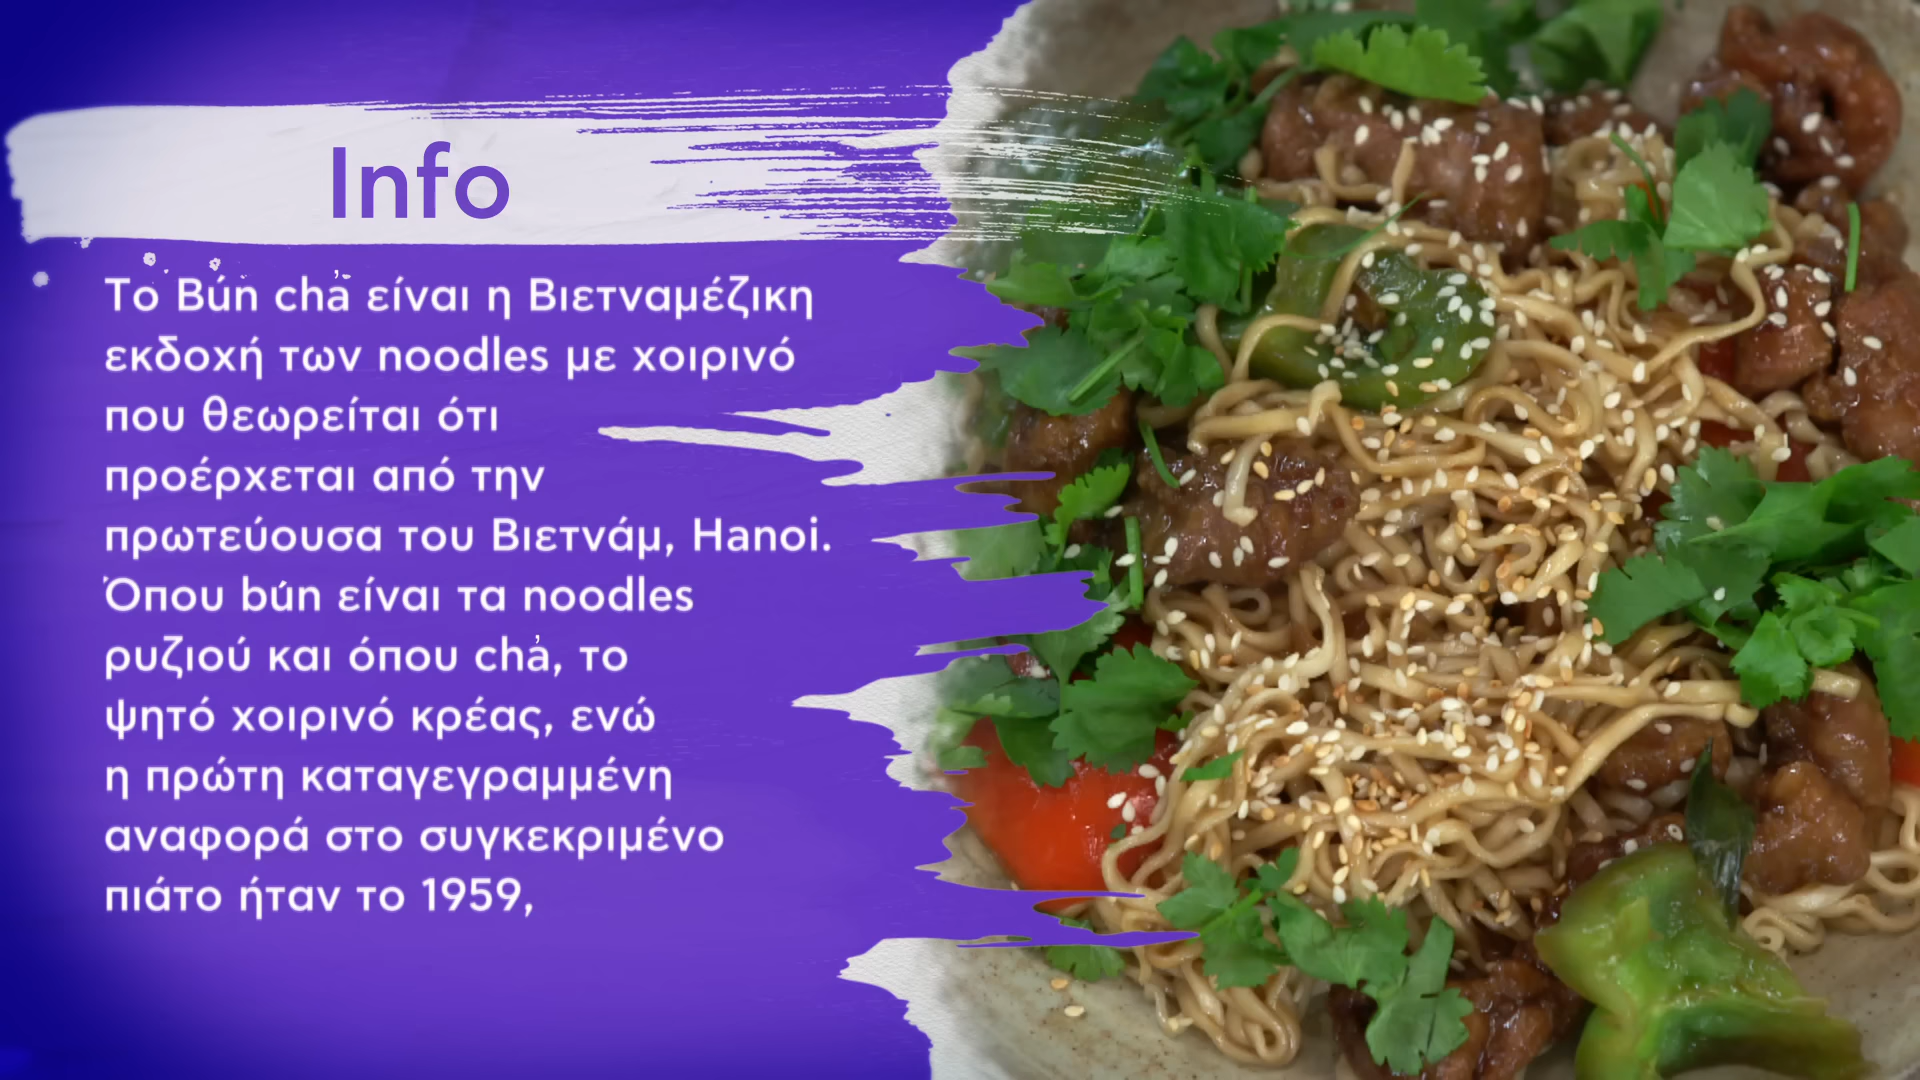 Info
Το Bún chả είναι η Βιετναμέζικη
εκδοχή των noodles με χοιρινό
που θεωρείται ότι
προέρχεται από την
πρωτεύουσα του Βιετνάμ, Hanoi.
Όπου bún είναι τα noodles
ρυζιού και όπου chả, το
ψητό χοιρινό κρέας, ενώ
η πρώτη καταγεγραμμένη
αναφορά στο συγκεκριμένο
πιάτο ήταν το 1959,